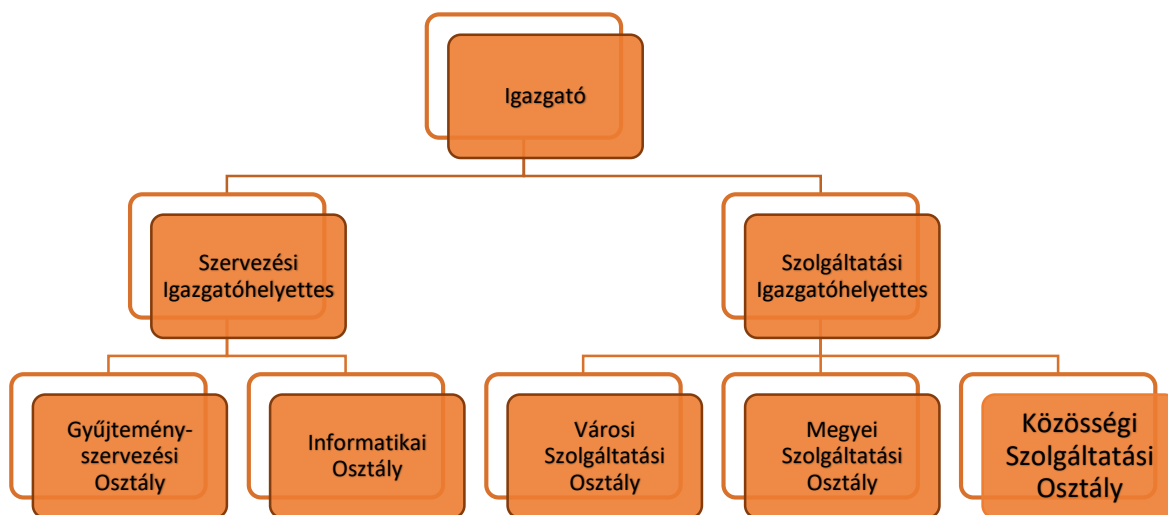 Igazgató
Szervezési
Igazgatóhelyettes
Szolgáltatási
Igazgatóhelyettes
Gyűjtemény-
szervezési
Osztály
Informatikai
Osztály
Városi
Szolgáltatási
Osztály
Megyei
Szolgáltatási
Osztály
Közösségi
Szolgáltatási
Osztály